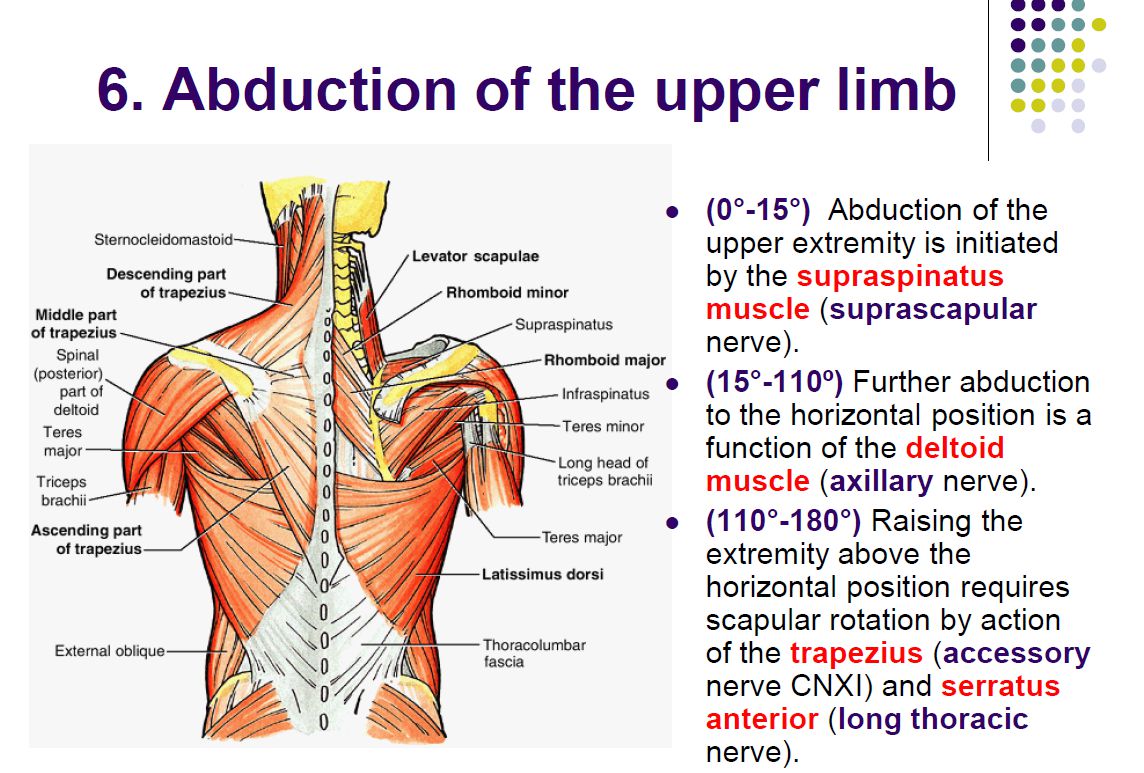 6. Abduction of the upper limb
Sternocleidomastoid
Descending part
of trapezius
Middle part
of trapezius
Spinal
(posterior)
part of
deltoid
Teres
major
Triceps
brachii
Ascending part
of trapezius
External oblique
Levator scapulae
Rhomboid minor
Supraspinatus
Rhomboid major
Infraspinatus
Teres minor
Long head of
triceps brachii
Teres major
Latissimus dorsi
Thoracolumbar
fascia
● (0°-15°) Abduction of the
upper extremity is initiated
by the supraspinatus
muscle (suprascapular
nerve).
● (15°-110º) Further abduction
to the horizontal position is a
function of the deltoid
muscle (axillary nerve).
● (110°-180°) Raising the
extremity above the
horizontal position requires
scapular rotation by action
of the trapezius (accessory
nerve CNXI) and serratus
anterior (long thoracic
nerve).